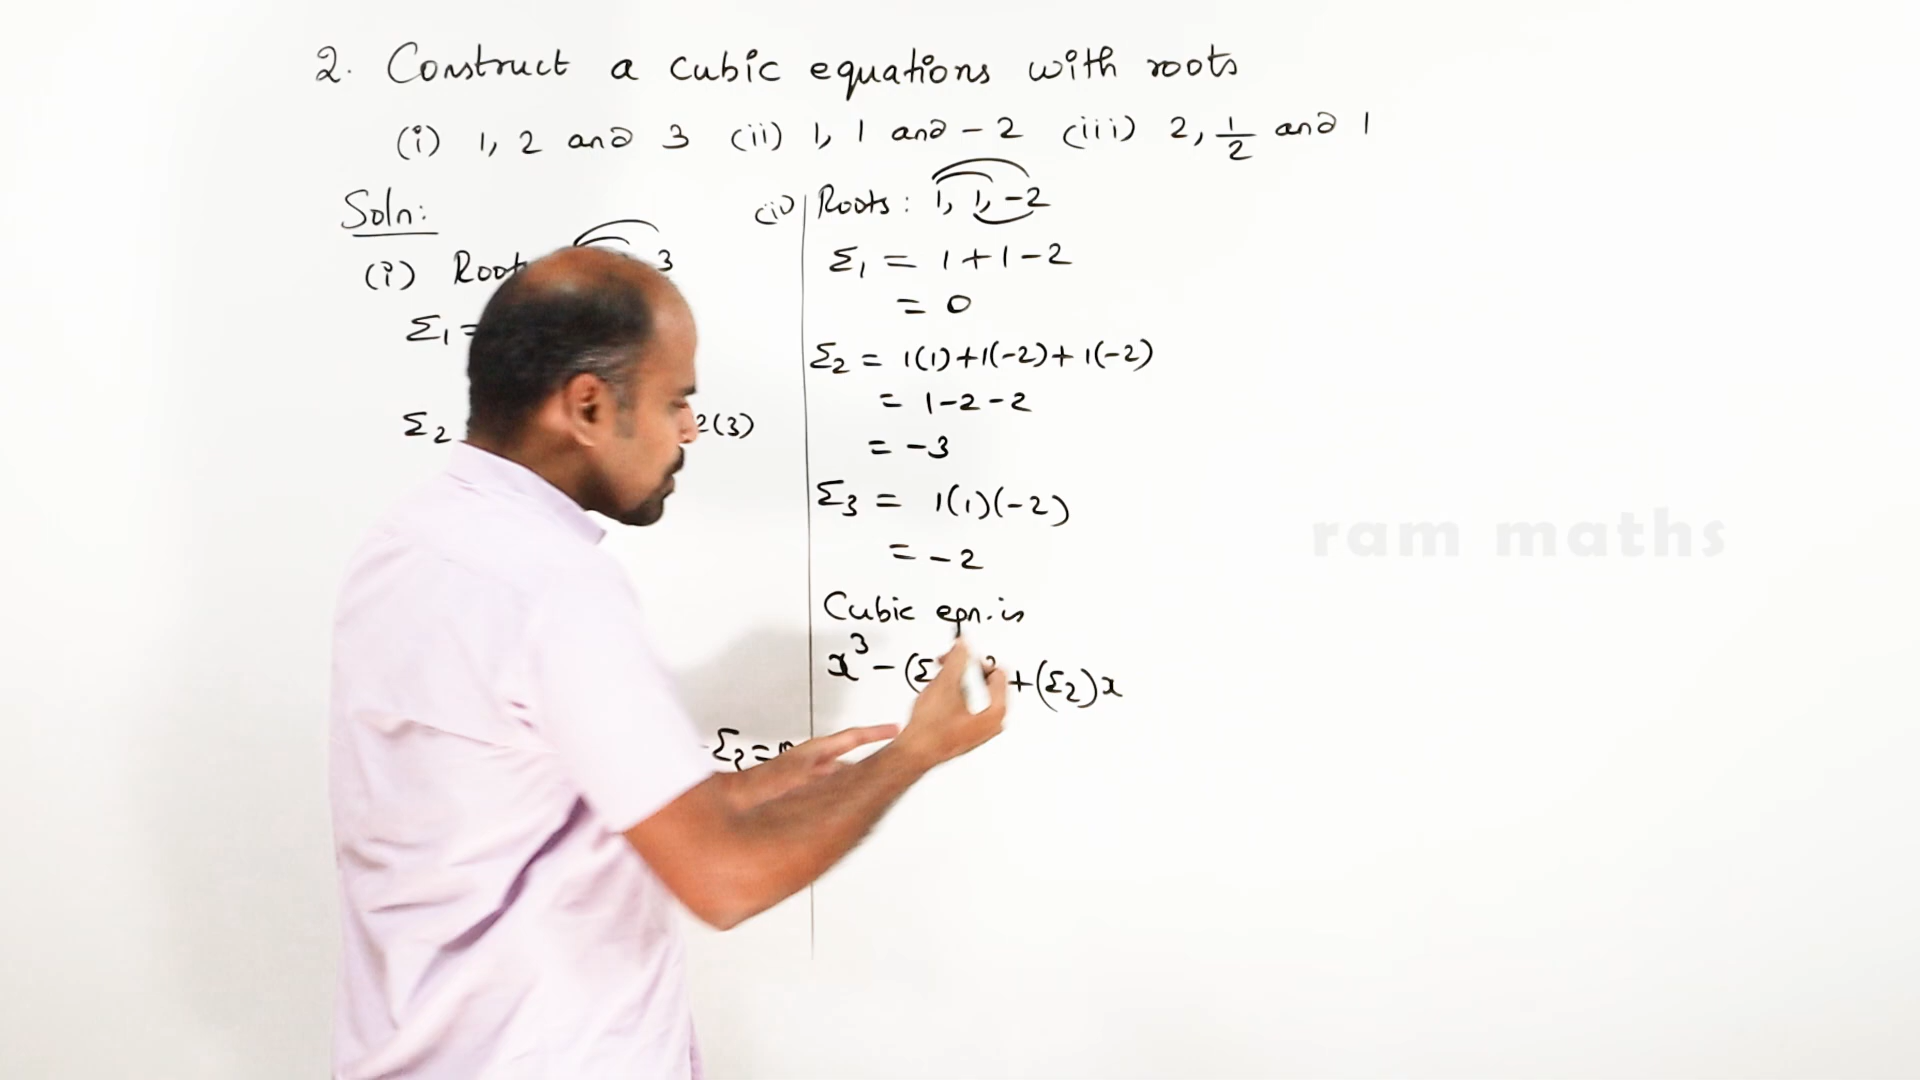 2. Construct a cubic equations with roots
(i) 1, 2 and 3 (ii) 1, 1 and -2 (iii) 2, 1/2 and 1
Soln:
(i) Root 3
Σ₁ =
Σ₂ 2(3)
Σ₂ =
(ii) Roots: 1, 1, -2
Σ₁ = 1+1-2
= 0
Σ₂ = 1(1)+1(-2)+1(-2)
= 1-2-2
= -3
Σ₃ = 1(1)(-2)
= -2
Cubic eqn. is
x³ - (Σ +(Σ₂)x
ram maths